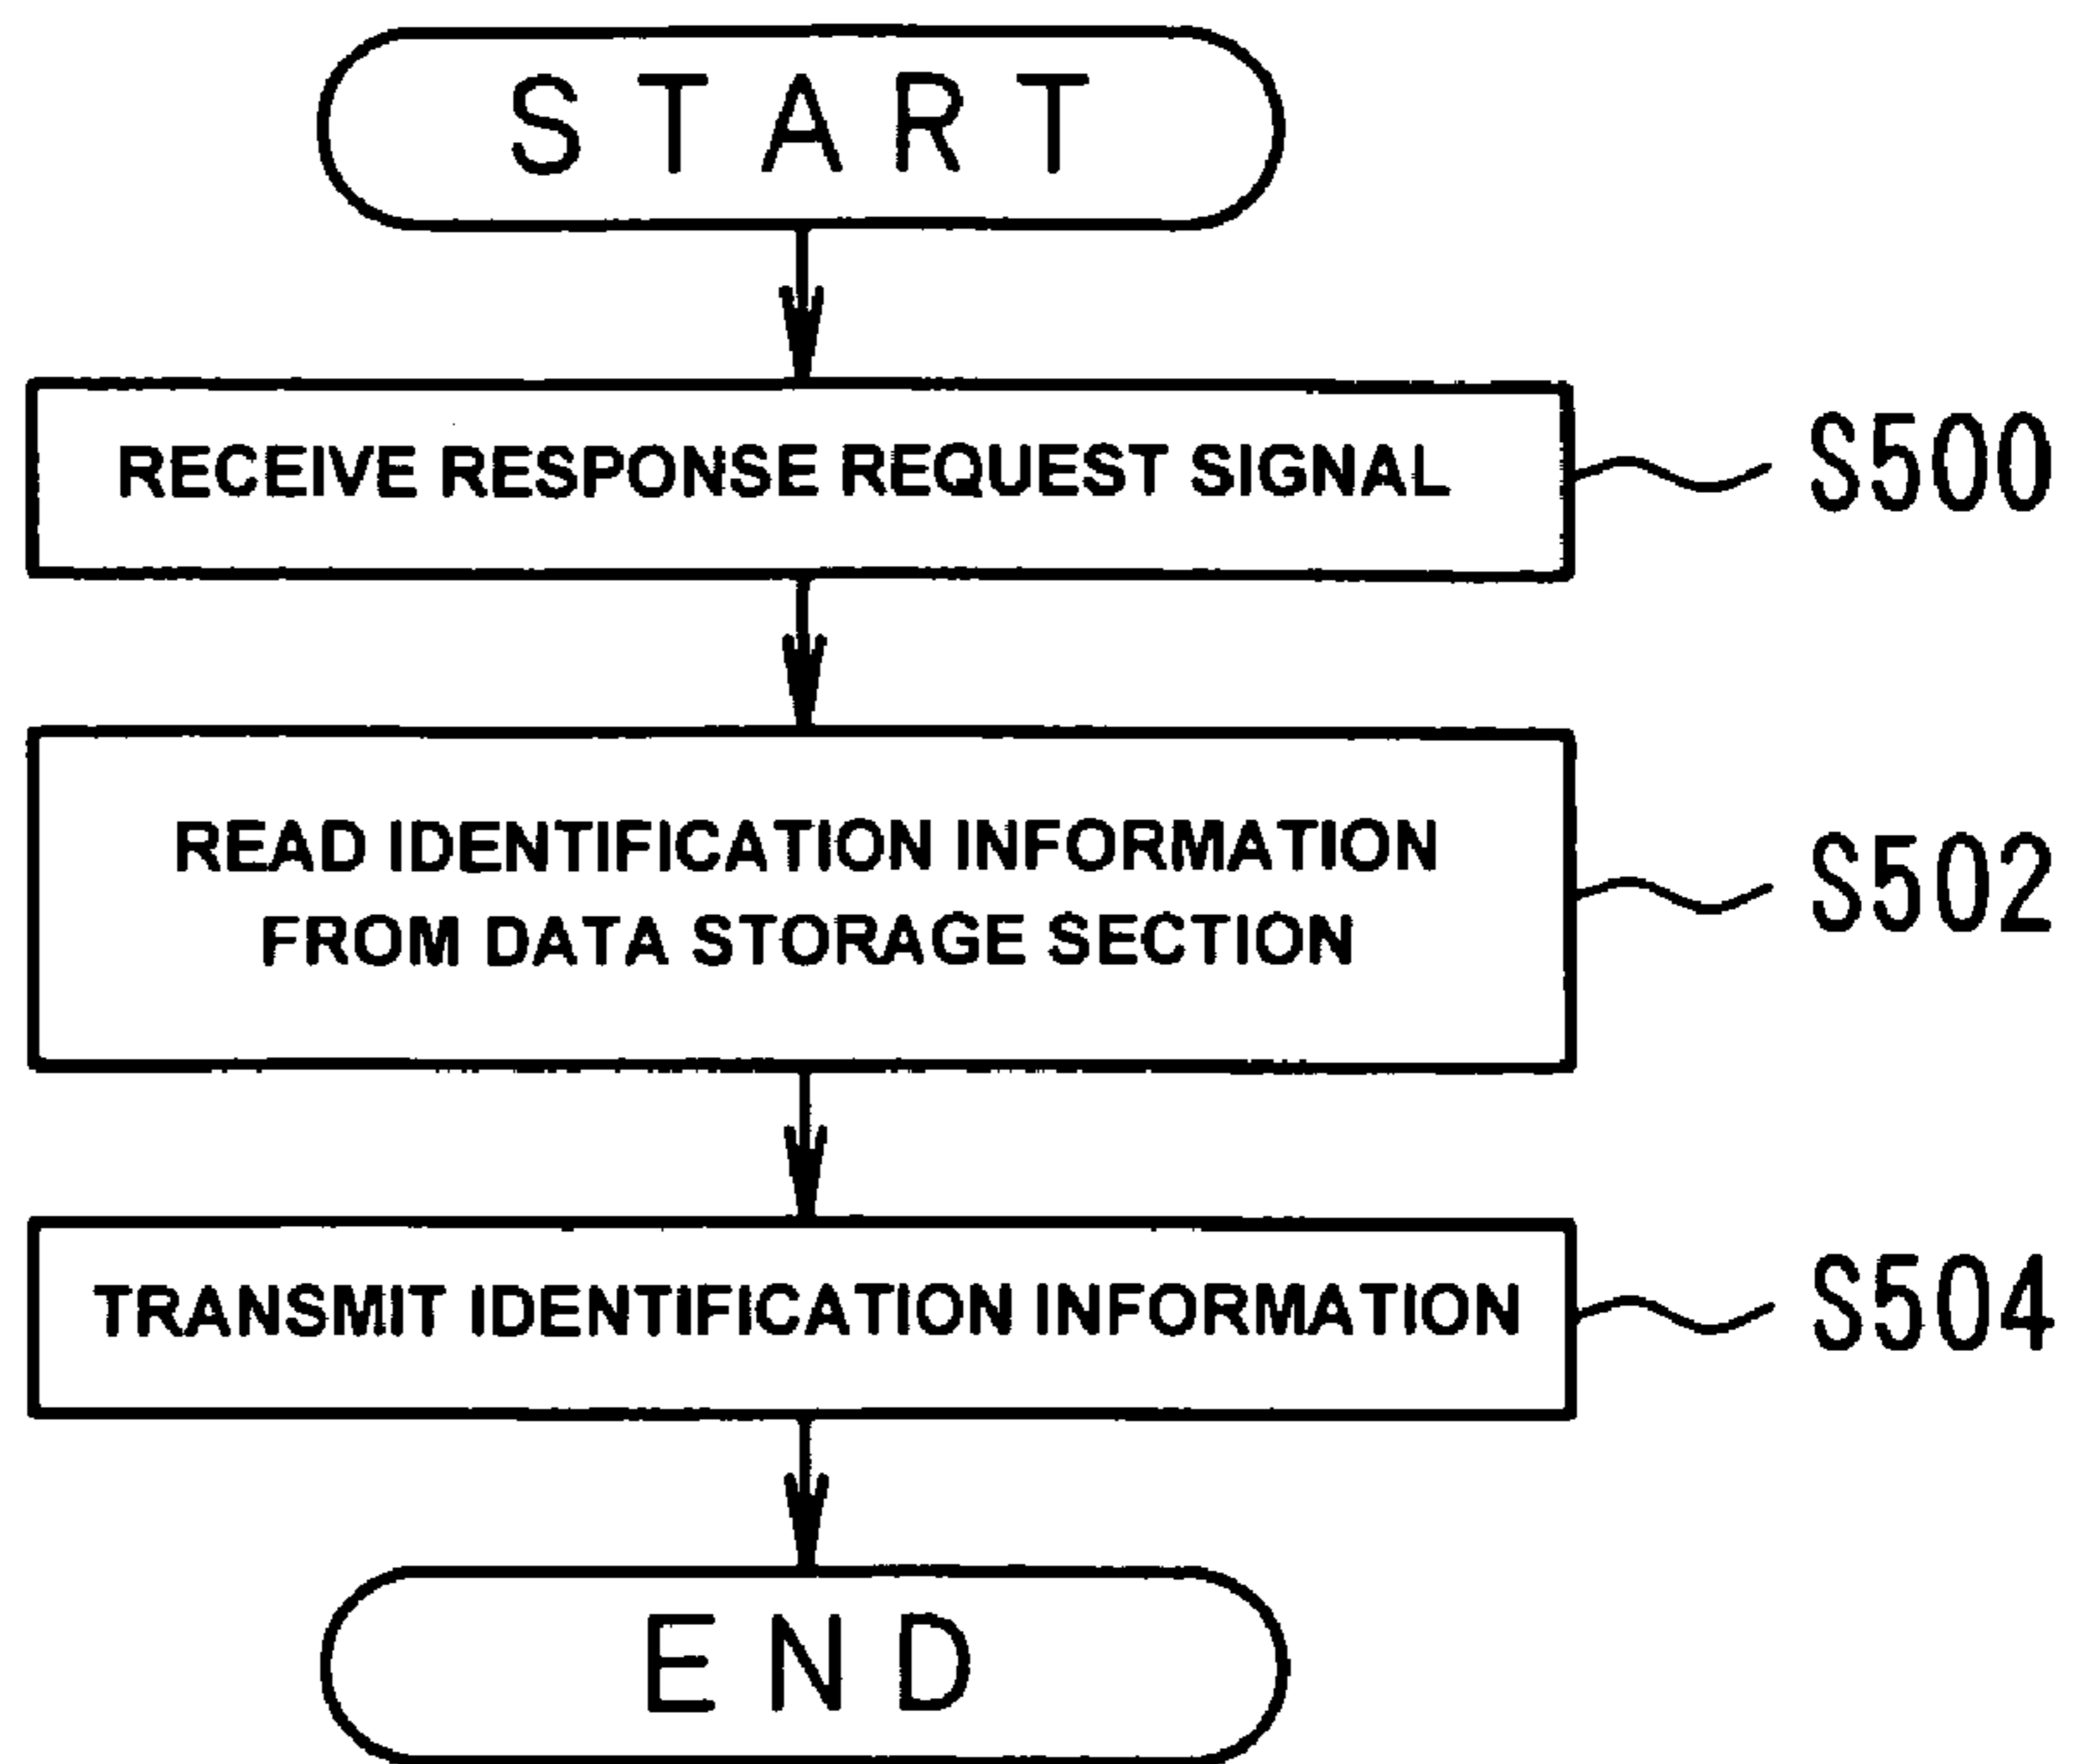 START
RECEIVE RESPONSE REQUEST SIGNAL
S500
READ IDENTIFICATION INFORMATION
FROM DATA STORAGE SECTION
S502
TRANSMIT IDENTIFICATION INFORMATION
S504
END